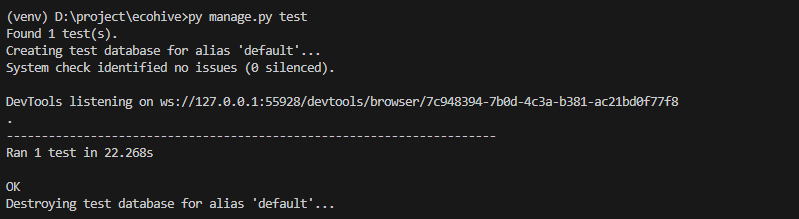 (venv) D:\project\ecohive>py manage.py test
Found 1 test(s).
Creating test database for alias 'default'...
System check identified no issues (0 silenced).
DevTools listening on ws://127.0.0.1:55928/devtools/browser/7c948394-7b0d-4c3a-b381-ac21bd0f77f8
.
----------------------------------------------------------------------
Ran 1 test in 22.268s
OK
Destroying test database for alias 'default'...